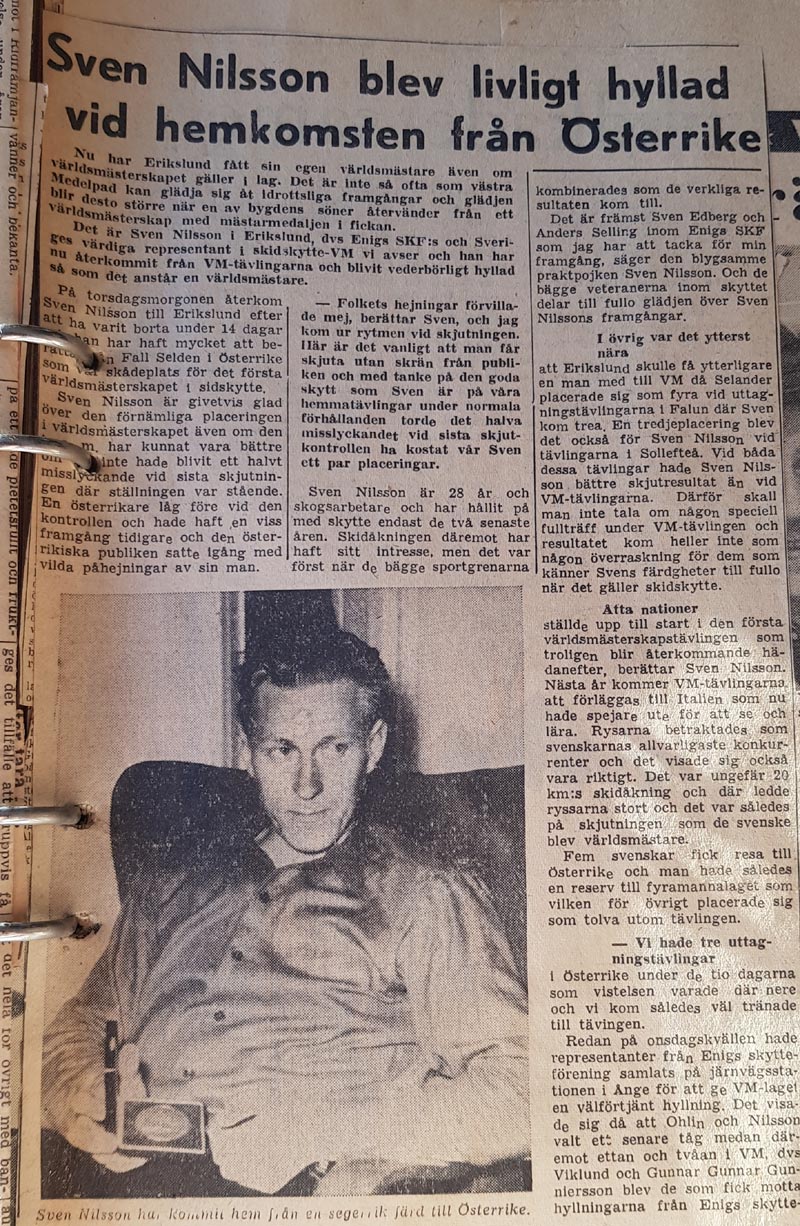 Sven Nilsson blev livligt hyllad
vid hemkomsten från Österrike
Nu har Erikslund fått sin egen världsmästare även om
världsmästerskapet gäller i lag. Det är inte så ofta som västra
Medelpad kan glädja sig åt idrottsliga framgångar och glädjen
blir desto större när en av bygdens söner återvänder från ett
världsmästerskap med mästarmedaljen i fickan.
Det är Sven Nilsson i Erikslund, dvs Enigs SKF:s och Sveri-
ges värdiga representant i skidskytte-VM vi avser och han har
nu återkommit från VM-tävlingarna och blivit vederbörligt hyllad
så som det anstår en världsmästare.
På torsdagsmorgonen återkom
Sven Nilsson till Erikslund efter
att ha varit borta under 14 dagar
han har haft mycket att be-
Fall Selden i Österrike
som skådeplats för det första
världsmästerskapet i sidskytte.
Sven Nilsson är givetvis glad
över den förnämliga placeringen
i världsmästerskapet även om den
har kunnat vara bättre
om inte hade blivit ett halvt
misslyckande vid sista skjutnin-
gen där ställningen var stående.
En österrikare låg före vid den
kontrollen och hade haft en viss
framgång tidigare och den öster-
rikiska publiken satte igång med
vilda påhejningar av sin man.
— Folkets hejningar förvilla-
de mej, berättar Sven, och jag
kom ur rytmen vid skjutningen.
Här är det vanligt att man får
skjuta utan skrän från publi-
ken och med tanke på den goda
skytt som Sven är på våra
hemmatävlingar under normala
förhållanden torde det halva
misslyckandet vid sista skjut-
kontrollen ha kostat vår Sven
ett par placeringar.
Sven Nilsson är 28 år och
skogsarbetare och har hållit på
med skytte endast de två senaste
åren. Skidåkningen däremot har
haft sitt intresse, men det var
först när de bägge sportgrenarna
kombinerades som de verkliga re-
sultaten kom till.
Det är främst Sven Edberg och
Anders Selling inom Enigs SKF
som jag har att tacka för min
framgång, säger den blygsamme
praktpojken Sven Nilsson. Och de
bägge veteranerna inom skyttet
delar till fullo glädjen över Sven
Nilssons framgångar.
I övrig var det ytterst
nära
att Erikslund skulle få ytterligare
en man med till VM då Selander
placerade sig som fyra vid uttag-
ningstävlingarna i Falun där Sven
kom trea. En tredjeplacering blev
det också för Sven Nilsson vid
tävlingarna i Sollefteå. Vid båda
dessa tävlingar hade Sven Nils-
son bättre skjutresultat än vid
VM-tävlingarna. Därför skall
man inte tala om någon speciell
fullträff under VM-tävlingen och
resultatet kom heller inte som
någon överraskning för dem som
känner Svens färdgheter till fullo
när det gäller skidskytte.
Åtta nationer
ställde upp till start i den första
världsmästerskapstävlingen som
troligen blir återkommande hä-
danefter, berättar Sven Nilsson.
Nästa år kommer VM-tävlingarna
att förläggas till Italien som nu
hade spejare ute för att se och
lära. Ryssarna betraktades som
svenskarnas allvarligaste konkur-
renter och det visade sig också
vara riktigt. Det var ungefär 20
km:s skidåkning och där ledde
ryssarna stort och det var således
på skjutningen som de svenske
blev världsmästare.
Fem svenskar fick resa till
Österrike och man hade således
en reserv till fyramannalaget som
vilken för övrigt placerade sig
som tolva utom tävlingen.
— Vi hade tre uttag-
ningstävlingar
i Österrike under de tio dagarna
som vistelsen varade där nere
och vi kom således väl tränade
till tävingen.
Redan på onsdagskvällen hade
representanter från Enigs skytte-
förening samlats på järnvägssta-
tionen i Ånge för att ge VM-laget
en välförtjänt hyllning. Det visa-
de sig då att Ohlin och Nilsson
valt ett senare tåg medan där-
emot ettan och tvåan i VM, dvs
Viklund och Gunnar Gunnar Gun-
niersson blev de som fick motta
hyllningarna från Enigs skytte-
Sven Nilsson har kommit hem från en segerrik färd till Österrike.